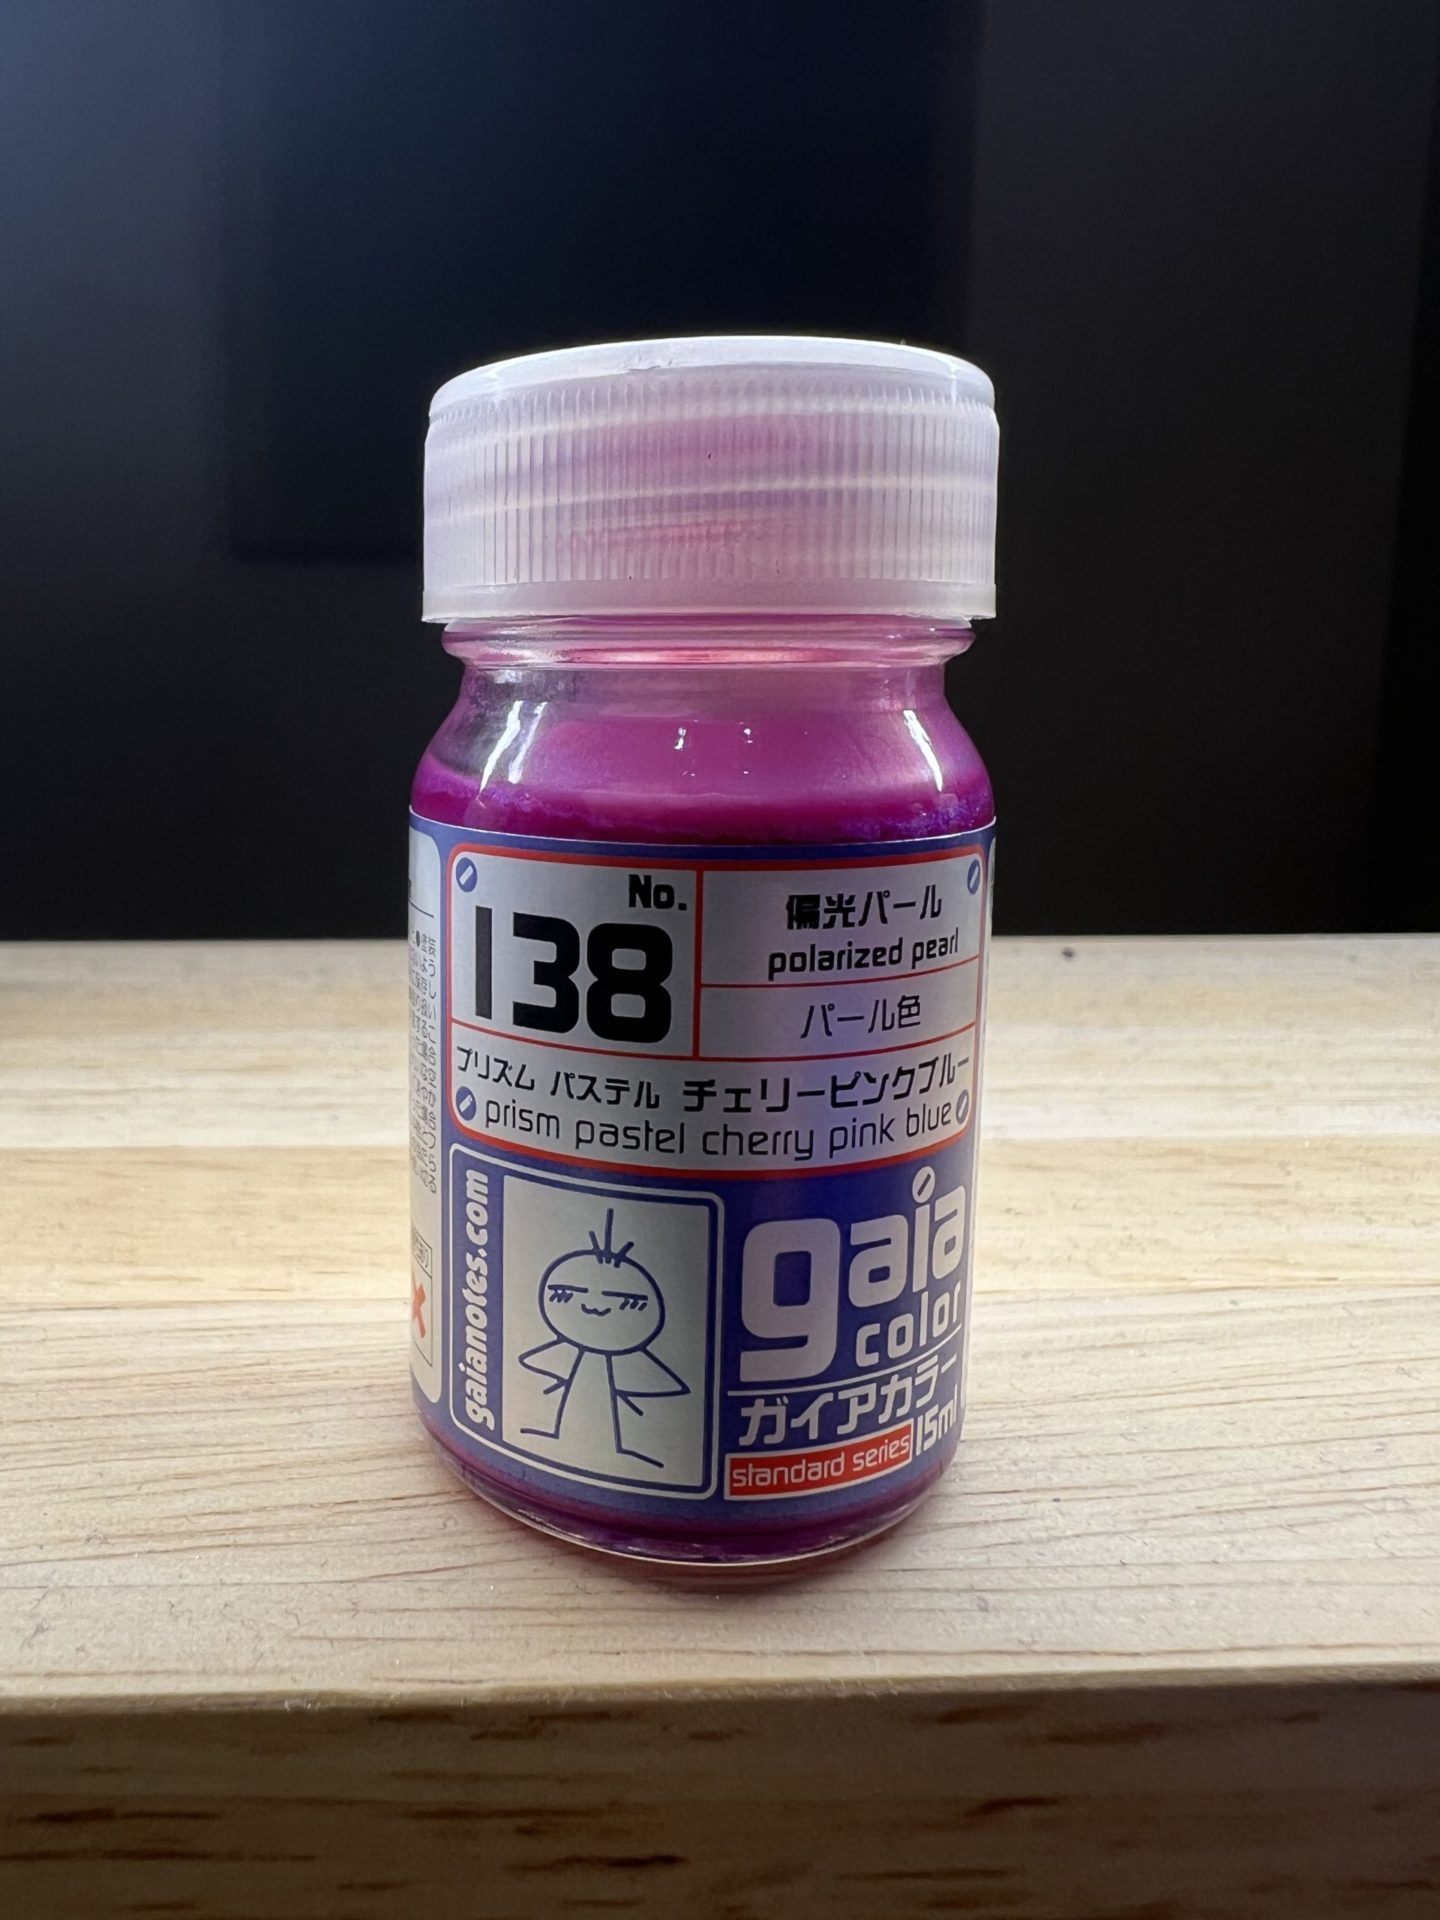 No.
138
偏光パール
polarized pearl
パール色
プリズム パステル チェリーピンクブルー
prism pastel cherry pink blue
gaianotes.com
gaia
color
ガイアカラー
standard series
15ml